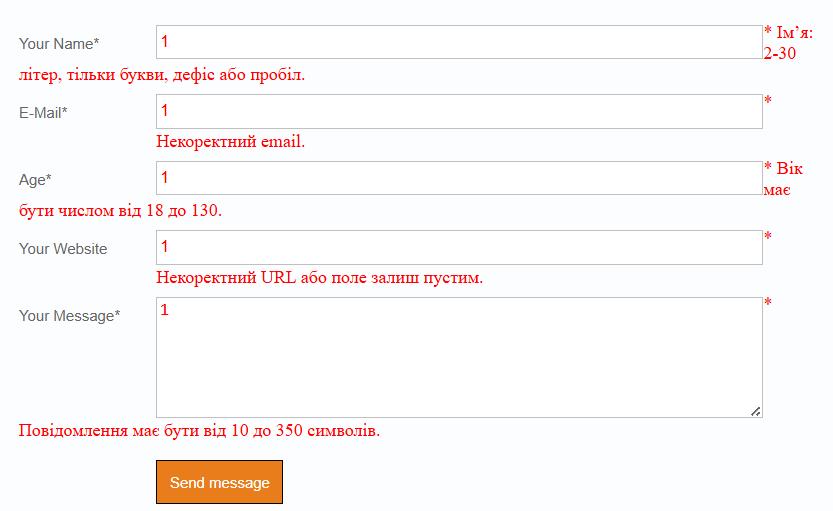 Your Name* 1 * Ім’я:
2-30
літер, тільки букви, дефіс або пробіл.
E-Mail* 1 *
Некоректний email.
Age* 1 * Вік
має
бути числом від 18 до 130.
Your Website 1 *
Некоректний URL або поле залиш пустим.
Your Message* 1 *
Повідомлення має бути від 10 до 350 символів.
Send message